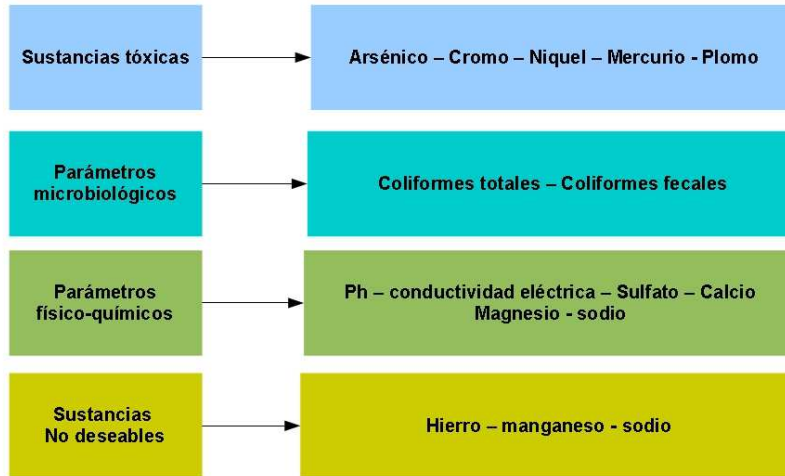 Sustancias tóxicas
Arsénico – Cromo – Niquel – Mercurio - Plomo
Parámetros
microbiológicos
Coliformes totales – Coliformes fecales
Parámetros
físico-químicos
Ph – conductividad eléctrica – Sulfato – Calcio
Magnesio - sodio
Sustancias
No deseables
Hierro – manganeso - sodio